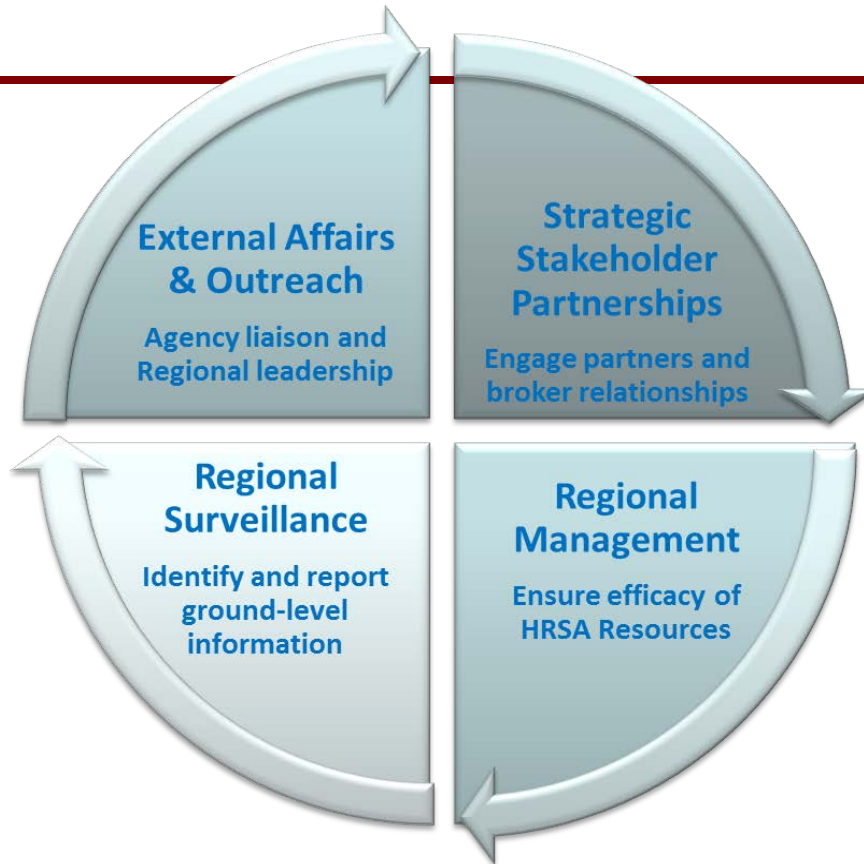 External Affairs
& Outreach
Agency liaison and
Regional leadership
Strategic
Stakeholder
Partnerships
Engage partners and
broker relationships
Regional
Surveillance
Identify and report
ground-level
information
Regional
Management
Ensure efficacy of
HRSA Resources